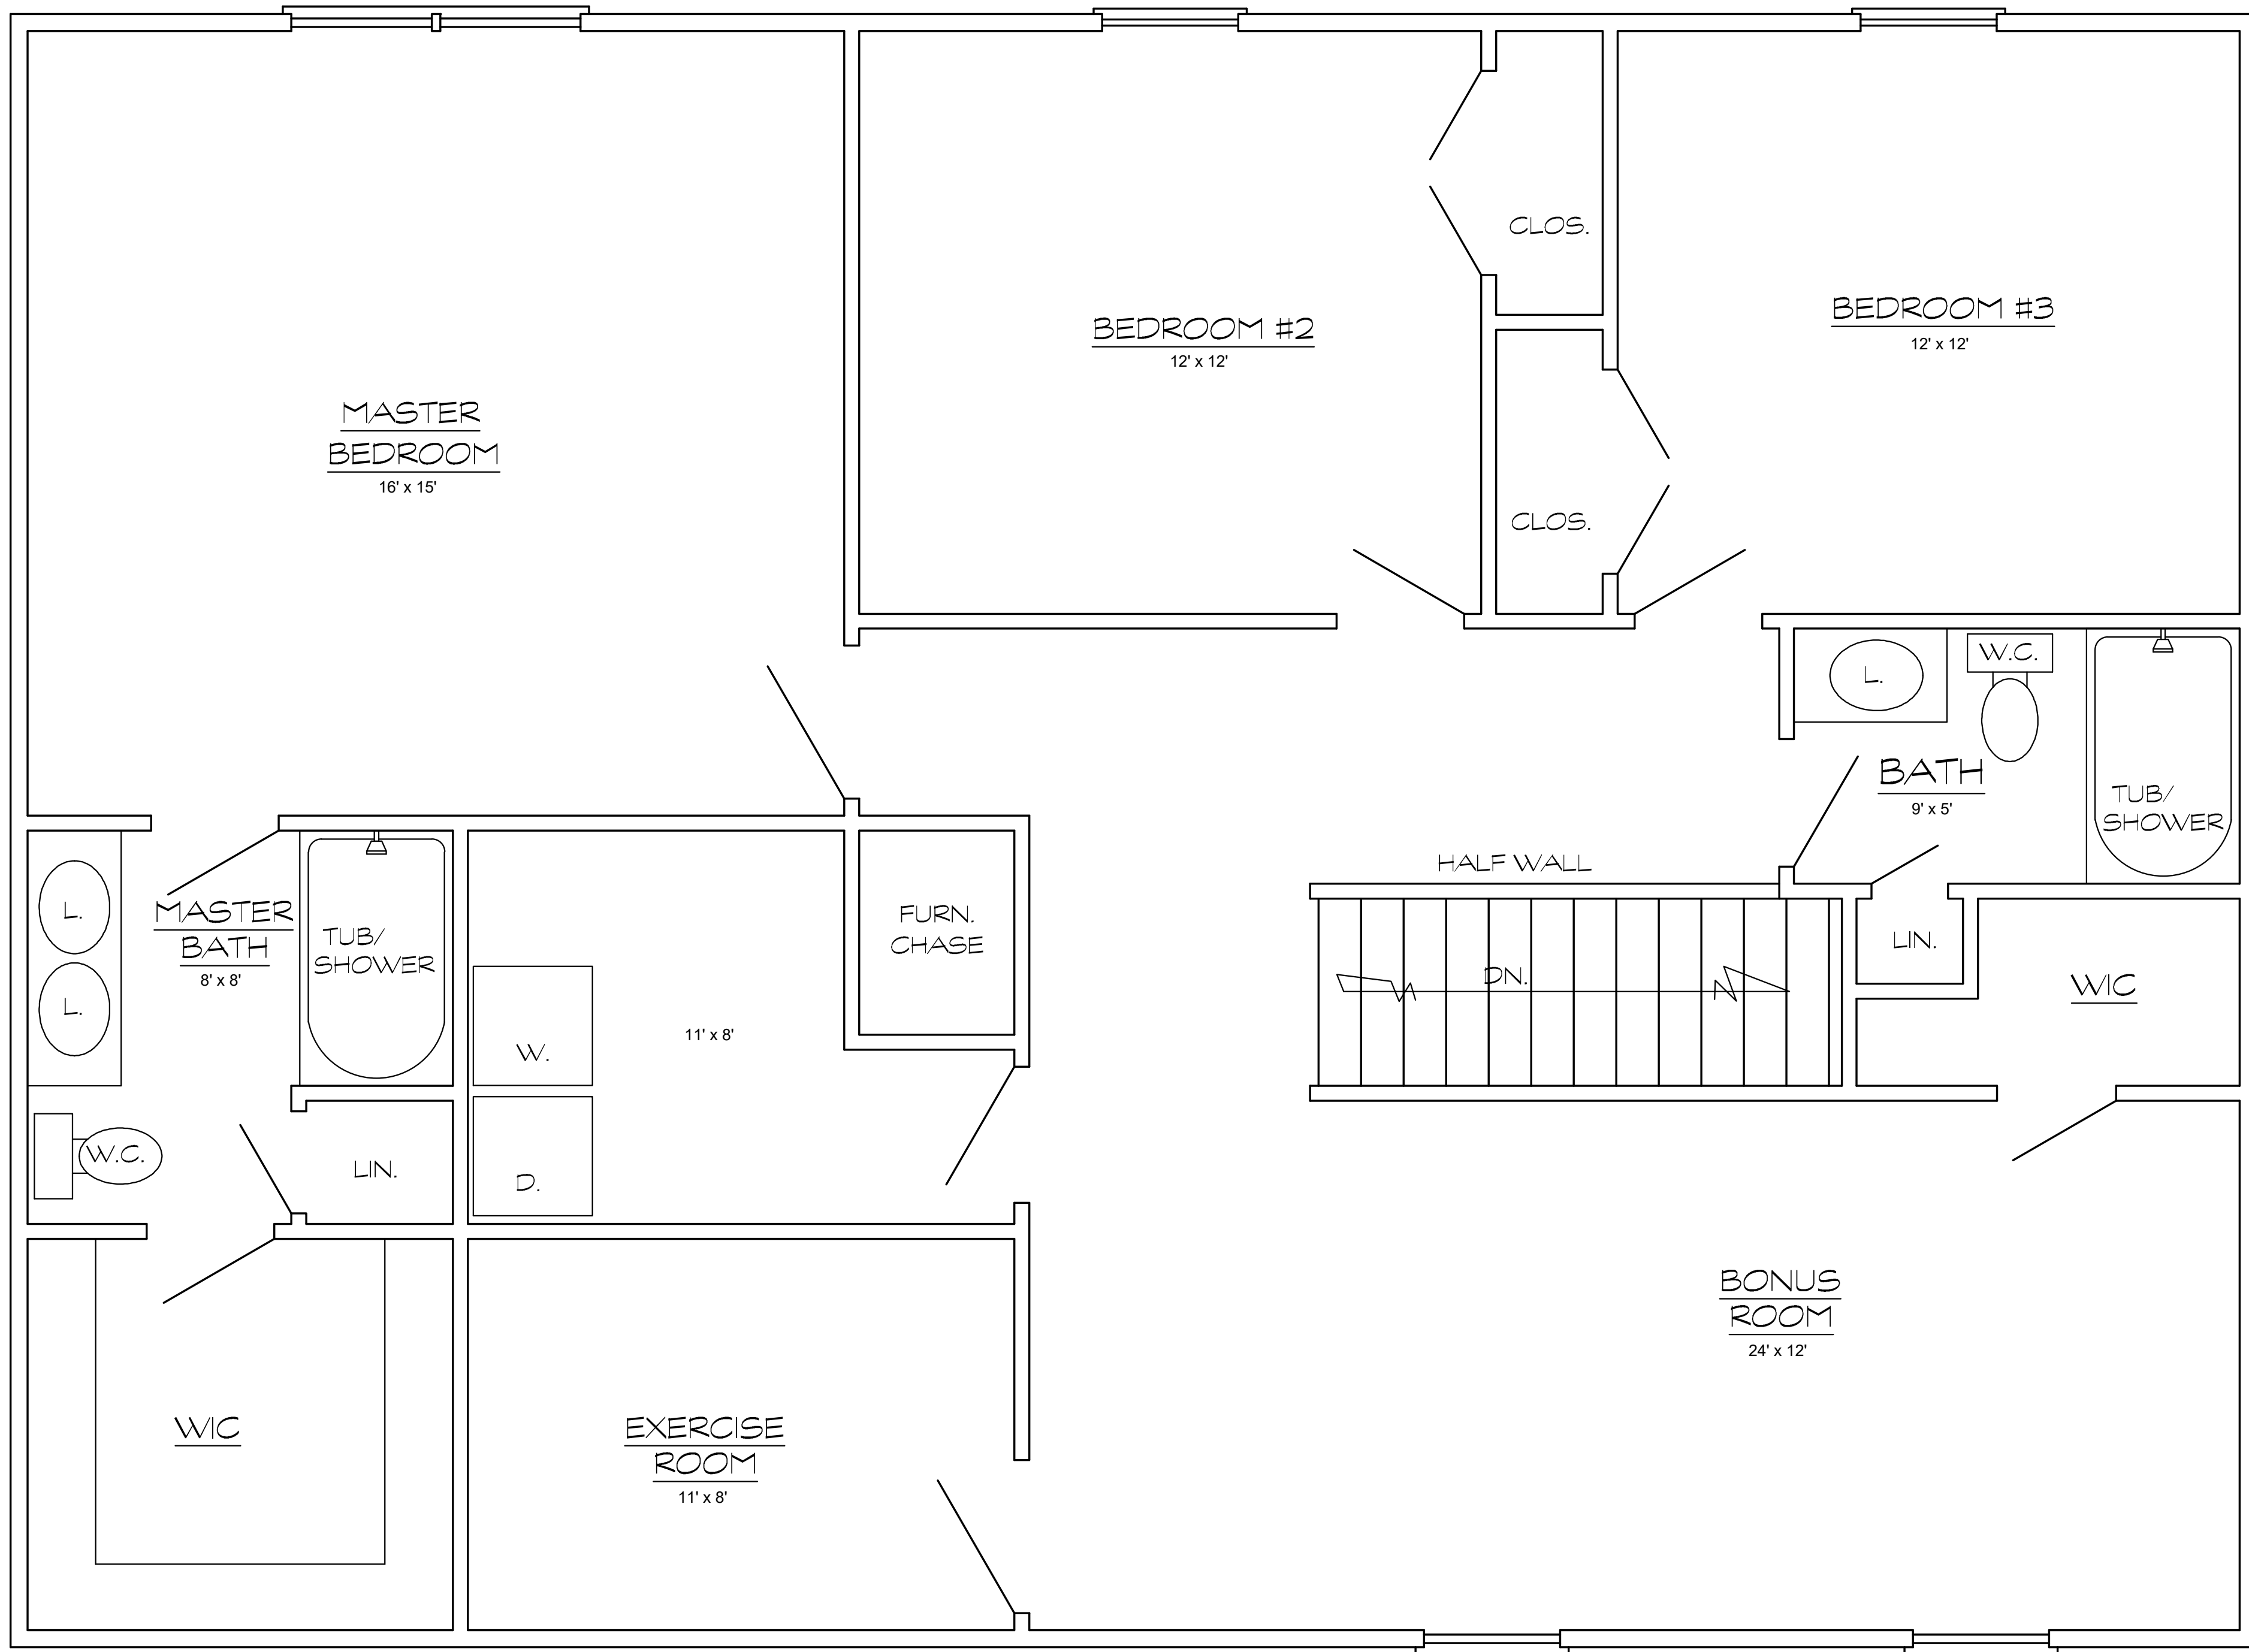 CLOS.
BEDROOM #3
12' x 12'
BEDROOM #2
12' x 12'
MASTER
BEDROOM
16' x 15'
CLOS.
L.
W.C.
BATH
9' x 5'
TUB/
SHOWER
HALF WALL
L.
MASTER
BATH
8' x 8'
TUB/
SHOWER
FURN.
CHASE
LIN.
DN.
WIC
L.
W.
11' x 8'
W.C.
LIN.
D.
BONUS
ROOM
24' x 12'
WIC
EXERCISE
ROOM
11' x 8'